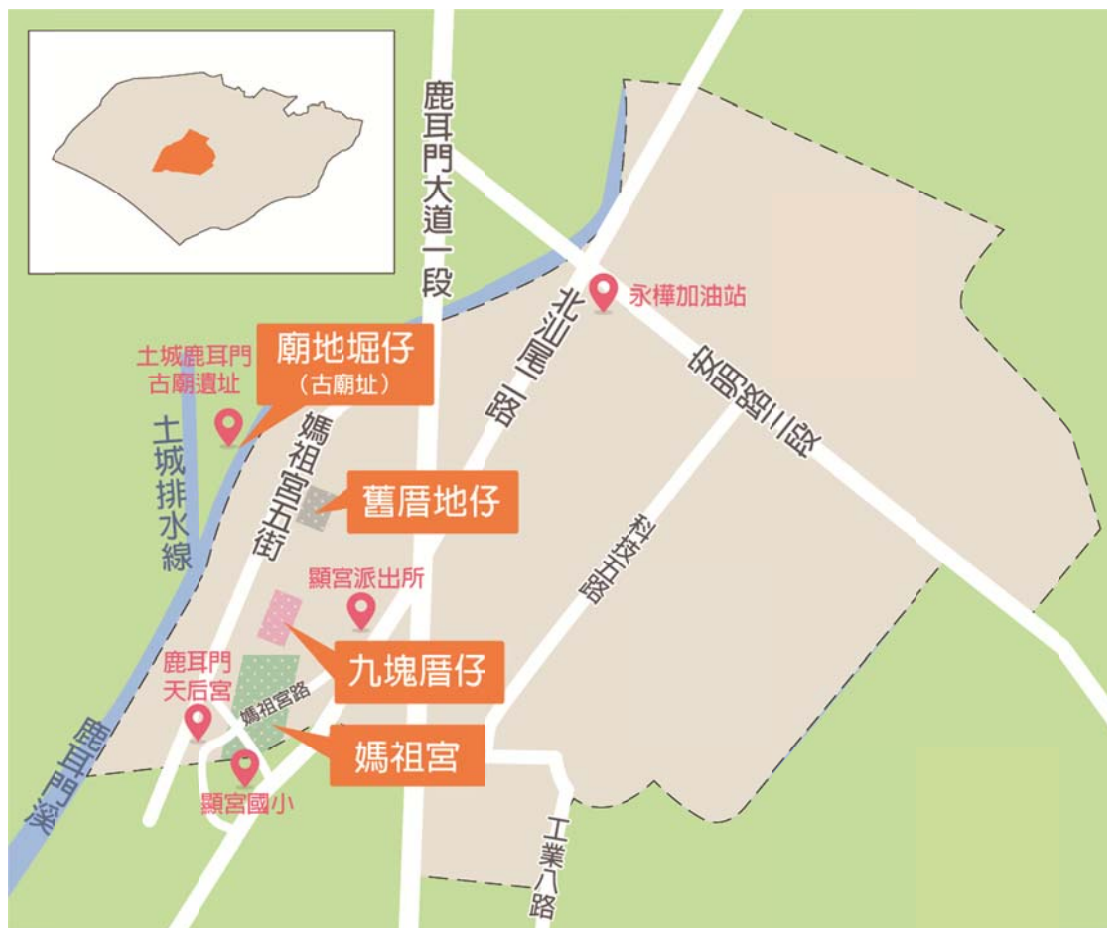 鹿耳門大道一段
北汕尾二路
永樺加油站
安明路三段
土城鹿耳門
古廟遺址
廟地堀仔
（古廟址）
土城排水線
媽祖宮五街
舊厝地仔
科技五路
顯宮派出所
九塊厝仔
鹿耳門
天后宮
媽祖宮路
媽祖宮
顯宮國小
鹿耳門溪
工業八路